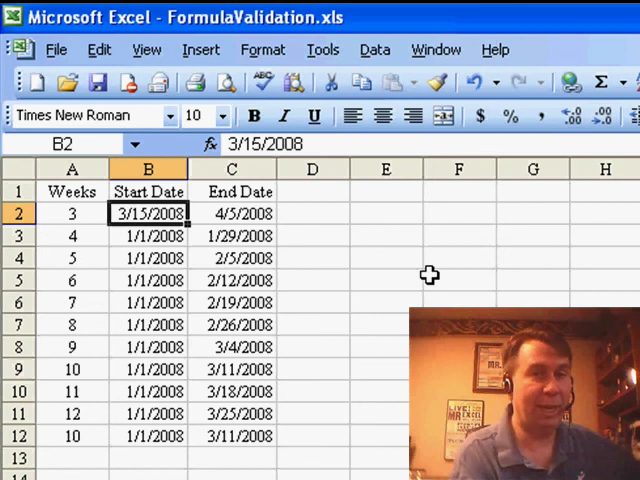 Microsoft Excel - FormulaValidation.xls
File Edit View Insert Format Tools Data Window Help
Times New Roman 10 B I U $ % ,
B2 fx 3/15/2008
A B C D E F G H
1 Weeks Start Date End Date
2 3 3/15/2008 4/5/2008
3 4 1/1/2008 1/29/2008
4 5 1/1/2008 2/5/2008
5 6 1/1/2008 2/12/2008
6 7 1/1/2008 2/19/2008
7 8 1/1/2008 2/26/2008
8 9 1/1/2008 3/4/2008
9 10 1/1/2008 3/11/2008
10 11 1/1/2008 3/18/2008
11 12 1/1/2008 3/25/2008
12 10 1/1/2008 3/11/2008
13
14
MR.
LIVE!
MR EXCEL